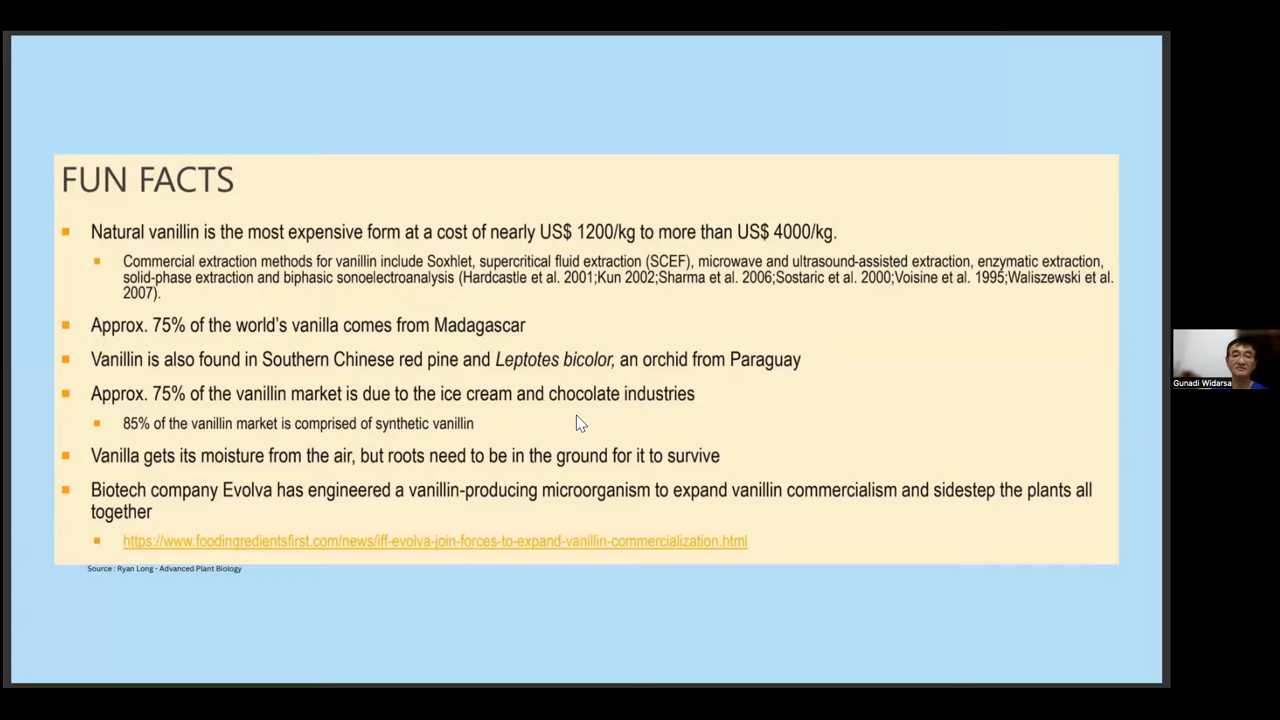 FUN FACTS
Natural vanillin is the most expensive form at a cost of nearly US$ 1200/kg to more than US$ 4000/kg.
Commercial extraction methods for vanillin include Soxhlet, supercritical fluid extraction (SCEF), microwave and ultrasound-assisted extraction, enzymatic extraction,
solid-phase extraction and biphasic sonoelectroanalysis (Hardcastle et al. 2001;Kun 2002;Sharma et al. 2006;Sostaric et al. 2000;Voisine et al. 1995;Waliszewski et al.
2007).
Approx. 75% of the world's vanilla comes from Madagascar
Vanillin is also found in Southern Chinese red pine and Leptotes bicolor, an orchid from Paraguay
Approx. 75% of the vanillin market is due to the ice cream and chocolate industries
85% of the vanillin market is comprised of synthetic vanillin
Vanilla gets its moisture from the air, but roots need to be in the ground for it to survive
Biotech company Evolva has engineered a vanillin-producing microorganism to expand vanillin commercialism and sidestep the plants all
together
https://www.foodingredientsfirst.com/news/iff-evolva-join-forces-to-expand-vanillin-commercialization.html
Source : Ryan Long - Advanced Plant Biology
Gunadi Widarsa